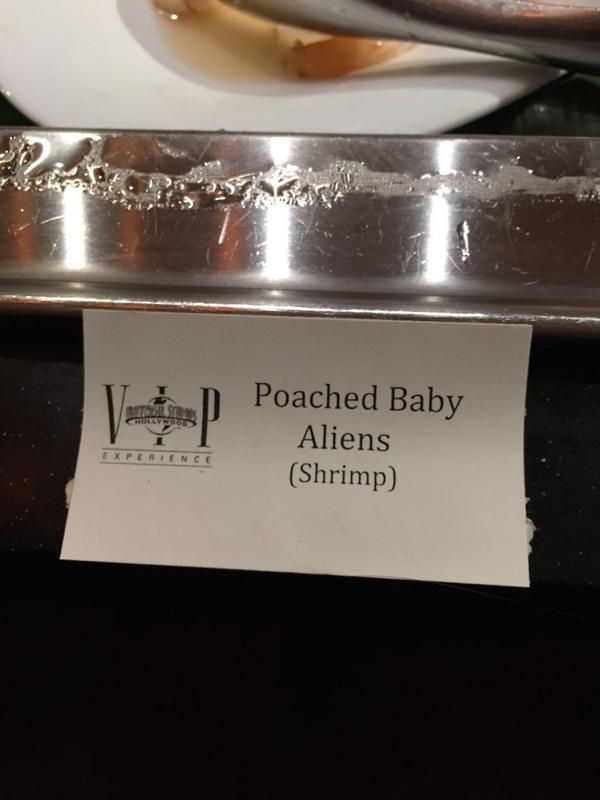 VIP
UNIVERSAL STUDIOS
HOLLYWOOD
EXPERIENCE
Poached Baby
Aliens
(Shrimp)